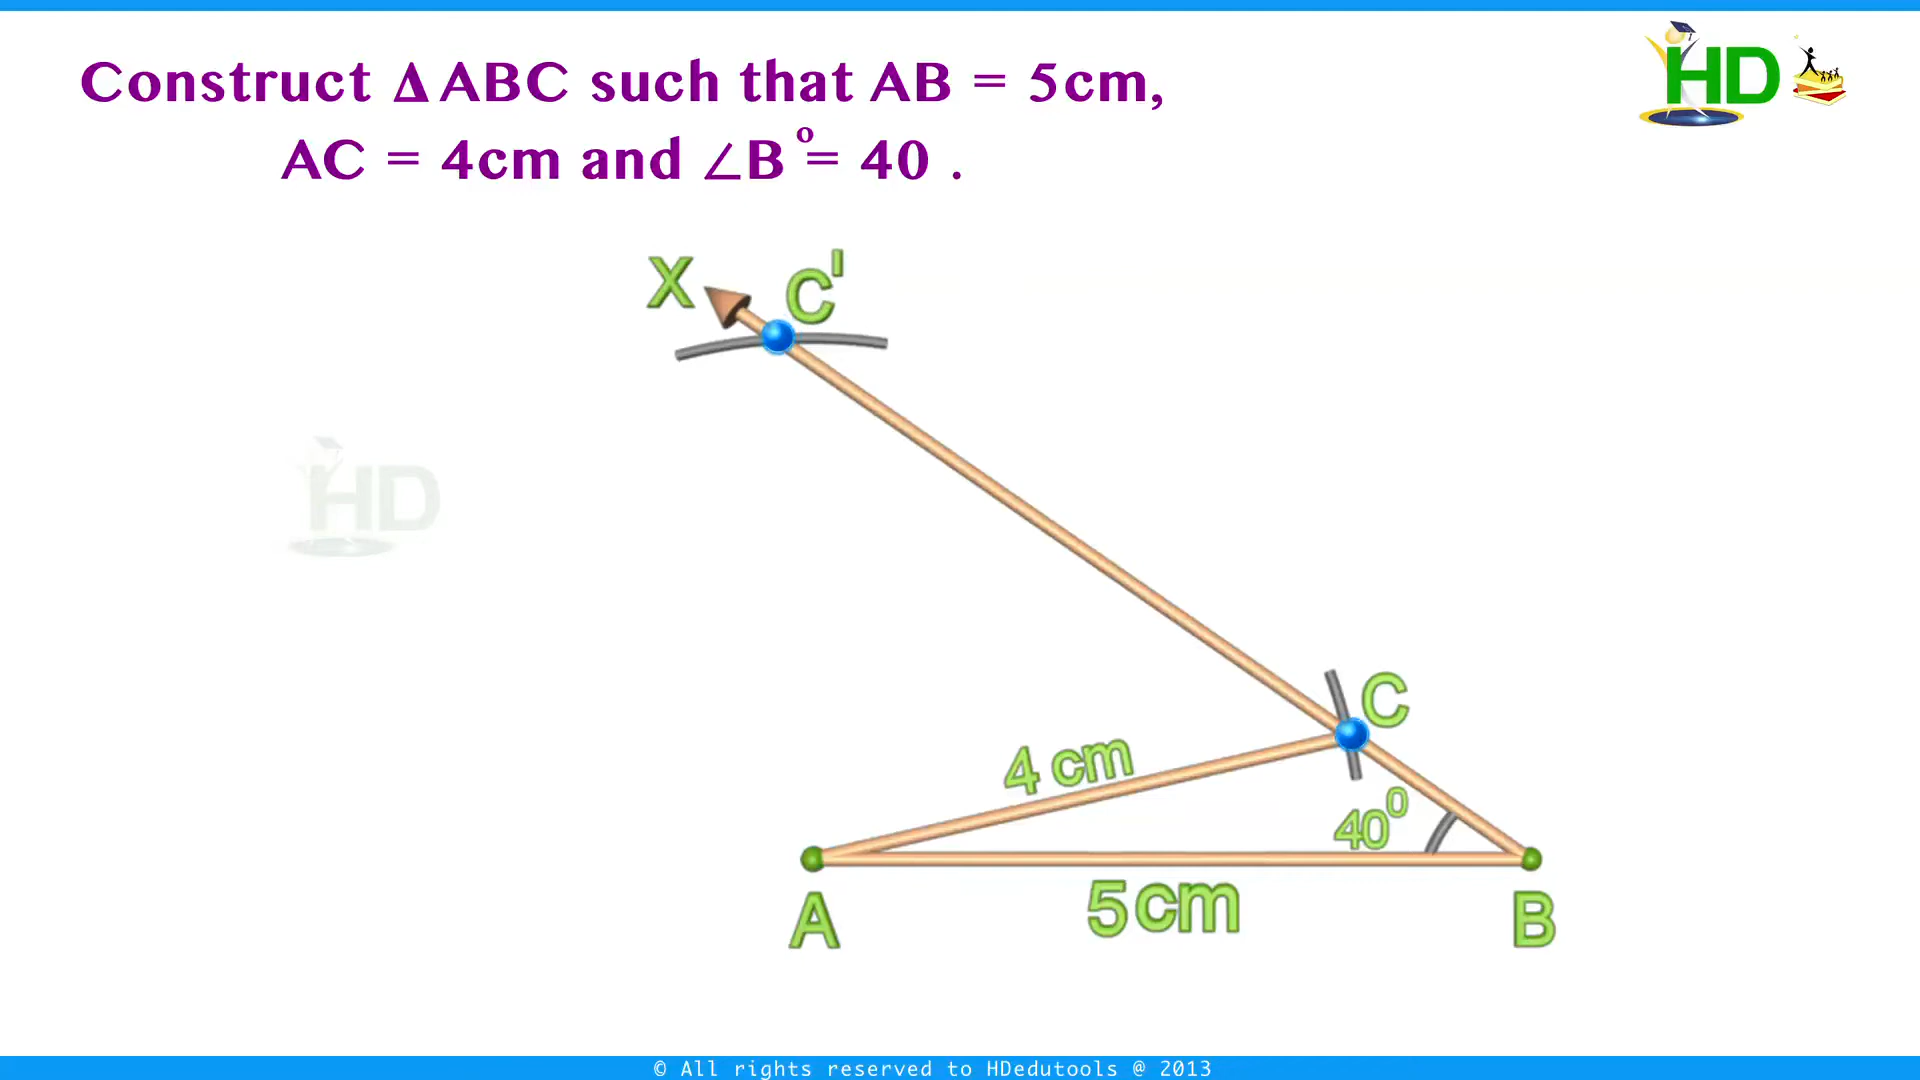 Construct Δ ABC such that AB = 5cm,
AC = 4cm and ∠B º= 40 .
HD
X
C'
HD
C
4 cm
40⁰
A
5cm
B
© All rights reserved to HDedutools @ 2013